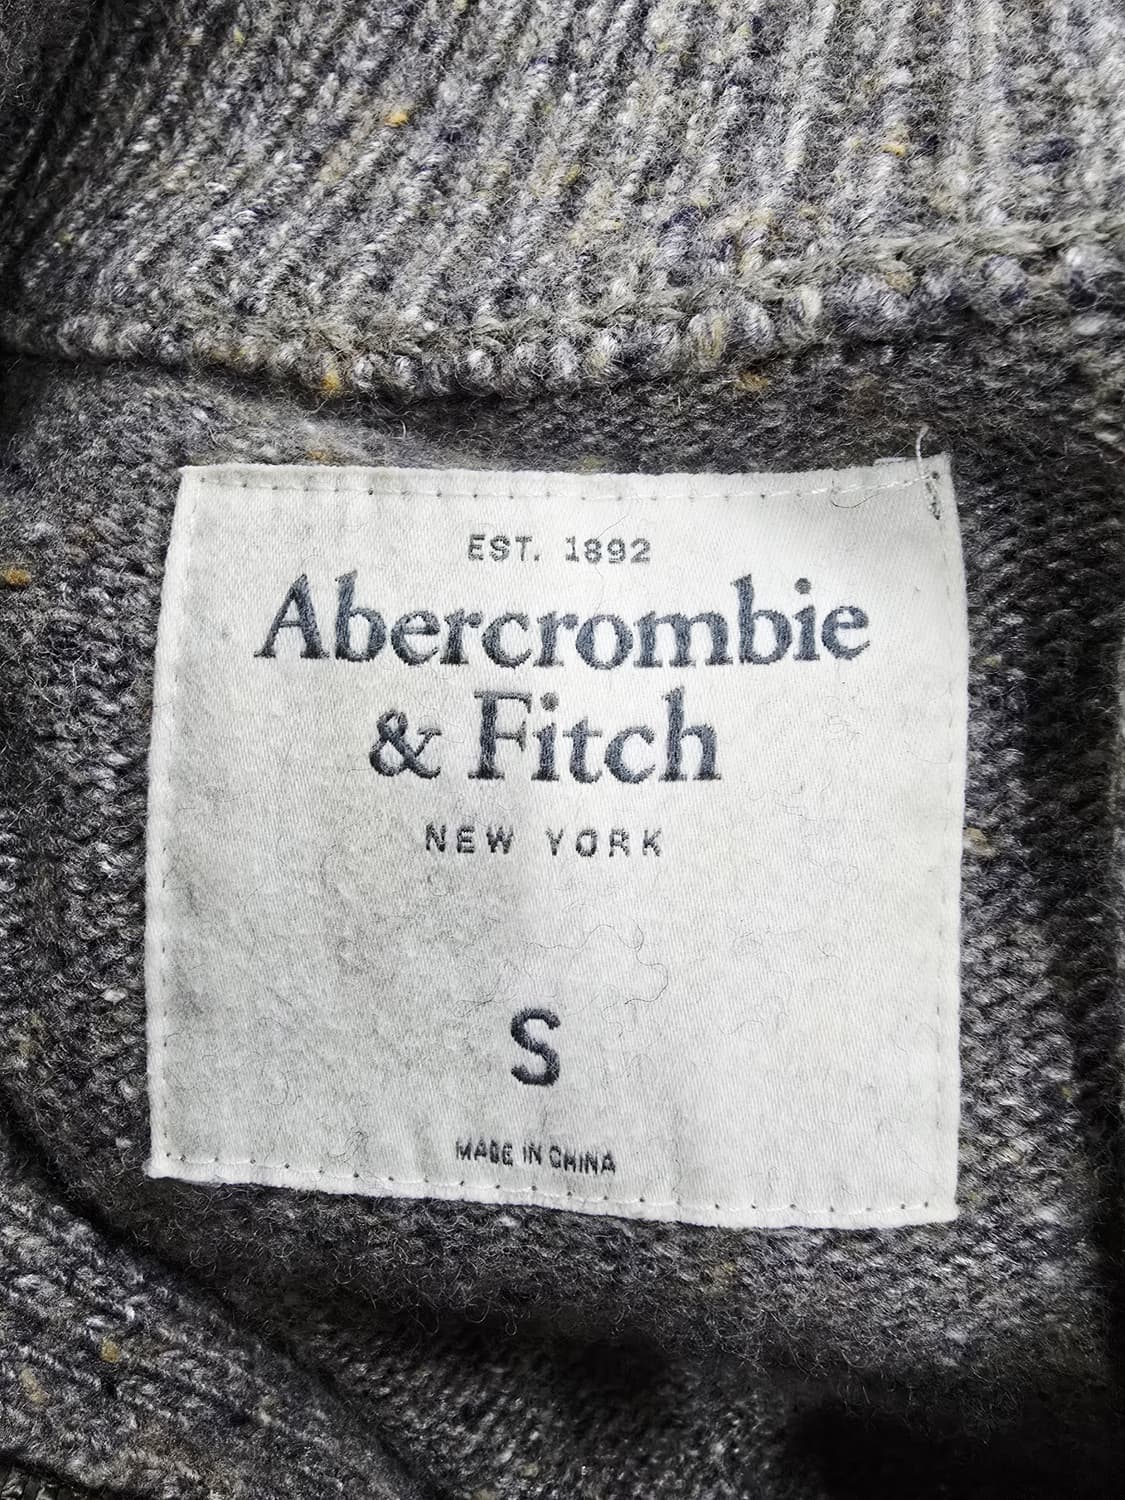 EST. 1892
Abercrombie
& Fitch
NEW YORK
S
MADE IN CHINA